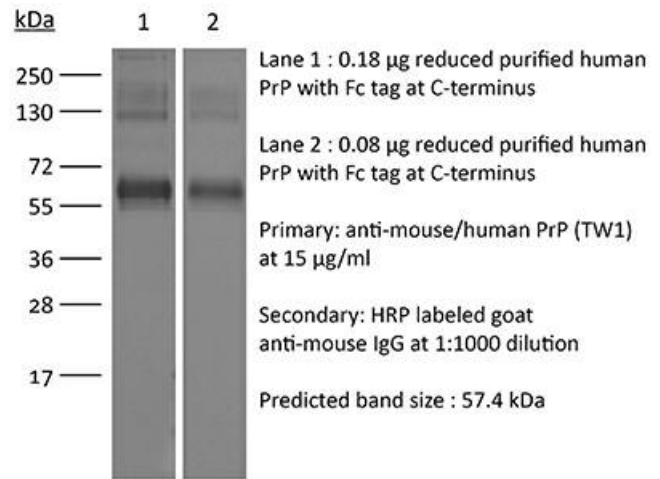 kDa
1 2
250
130
72
55
36
28
17
Lane 1 : 0.18 µg reduced purified human
PrP with Fc tag at C-terminus
Lane 2 : 0.08 µg reduced purified human
PrP with Fc tag at C-terminus
Primary: anti-mouse/human PrP (TW1)
at 15 µg/ml
Secondary: HRP labeled goat
anti-mouse IgG at 1:1000 dilution
Predicted band size : 57.4 kDa